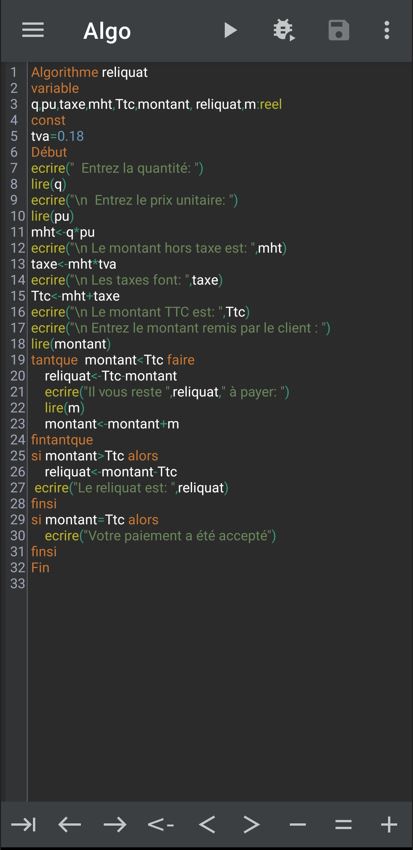 Algo
1 Algorithme reliquat
2 variable
3 q,pu,taxe,mht,Ttc,montant, reliquat,m:reel
4 const
5 tva=0.18
6 Début
7 ecrire("  Entrez la quantité: ")
8 lire(q)
9 ecrire("\n  Entrez le prix unitaire: ")
10 lire(pu)
11 mht<-q*pu
12 ecrire("\n Le montant hors taxe est: ",mht)
13 taxe<-mht*tva
14 ecrire("\n Les taxes font: ",taxe)
15 Ttc<-mht+taxe
16 ecrire("\n Le montant TTC est: ",Ttc)
17 ecrire("\n Entrez le montant remis par le client : ")
18 lire(montant)
19 tantque  montant<Ttc faire
20 reliquat<-Ttc-montant
21 ecrire("Il vous reste ",reliquat," à payer: ")
22 lire(m)
23 montant<-montant+m
24 fintantque
25 si montant>Ttc alors
26 reliquat<-montant-Ttc
27 ecrire("Le reliquat est: ",reliquat)
28 finsi
29 si montant=Ttc alors
30 ecrire("Votre paiement a été accepté")
31 finsi
32 Fin
33
<- < > - = +